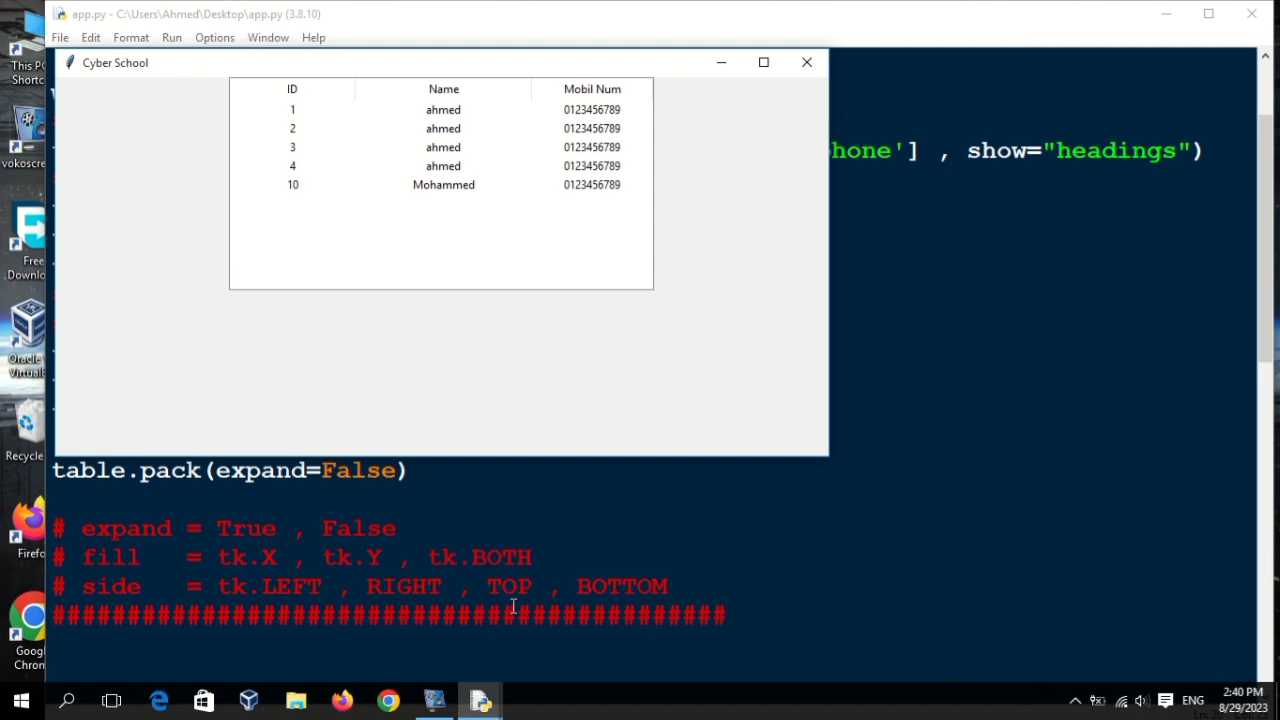 app.py - C:\Users\Ahmed\Desktop\app.py (3.8.10)
File Edit Format Run Options Window Help
This PC
Shortc
Cyber School
ID Name Mobil Num
1 ahmed 0123456789
2 ahmed 0123456789
3 ahmed 0123456789
4 ahmed 0123456789
10 Mohammed 0123456789
hone'] , show="headings")
vokoscre
Free
Downlo
Oracle
Virtual
Recycle
table.pack(expand=False)
# expand = True , False
# fill = tk.X , tk.Y , tk.BOTH
# side = tk.LEFT , RIGHT , TOP , BOTTOM
##############################################
Firefo
Goog
Chron
ENG
2:40 PM
8/29/2023